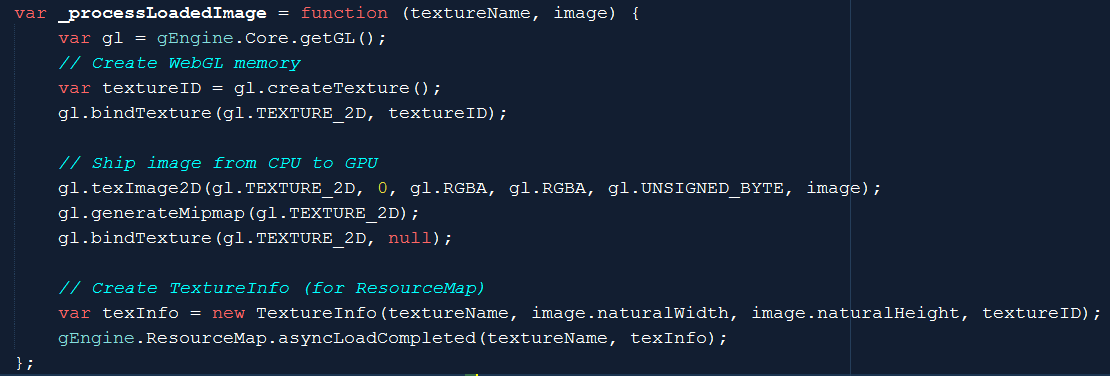 var _processLoadedImage = function (textureName, image) {
    var gl = gEngine.Core.getGL();
    // Create WebGL memory
    var textureID = gl.createTexture();
    gl.bindTexture(gl.TEXTURE_2D, textureID);

    // Ship image from CPU to GPU
    gl.texImage2D(gl.TEXTURE_2D, 0, gl.RGBA, gl.RGBA, gl.UNSIGNED_BYTE, image);
    gl.generateMipmap(gl.TEXTURE_2D);
    gl.bindTexture(gl.TEXTURE_2D, null);

    // Create TextureInfo (for ResourceMap)
    var texInfo = new TextureInfo(textureName, image.naturalWidth, image.naturalHeight, textureID);
    gEngine.ResourceMap.asyncLoadCompleted(textureName, texInfo);
};